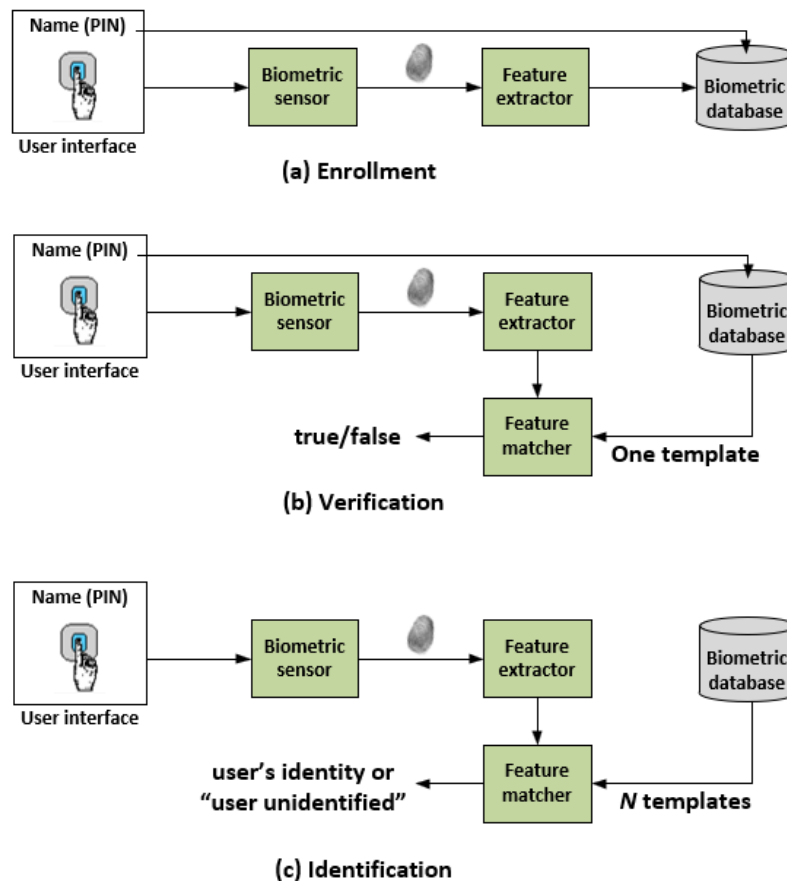 Name (PIN)
User interface
Biometric
sensor
Feature
extractor
Biometric
database
(a) Enrollment
Name (PIN)
User interface
Biometric
sensor
Feature
extractor
Biometric
database
Feature
matcher
true/false
One template
(b) Verification
Name (PIN)
User interface
Biometric
sensor
Feature
extractor
Biometric
database
Feature
matcher
user’s identity or
“user unidentified”
N templates
(c) Identification